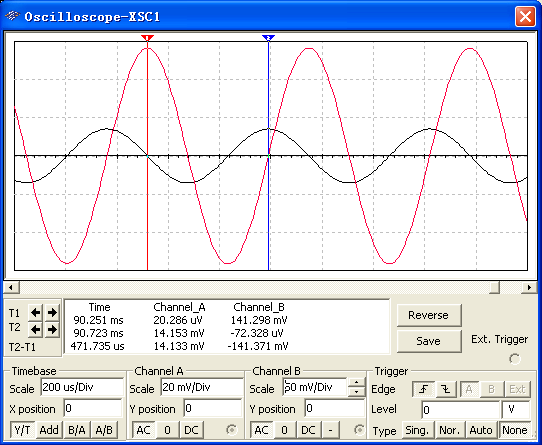 Oscilloscope-XSC1
1
2
Time Channel_A Channel_B
T1 90.251 ms 20.286 uV 141.298 mV
T2 90.723 ms 14.153 mV -72.328 uV
T2-T1 471.735 us 14.133 mV -141.371 mV
Reverse
Save
Ext. Trigger
Timebase Channel A Channel B Trigger
Scale 200 us/Div Scale 20 mV/Div Scale 50 mV/Div Edge A B Ext
X position 0 Y position 0 Y position 0 Level 0 V
Y/T Add B/A A/B AC 0 DC AC 0 DC - Type Sing. Nor. Auto None